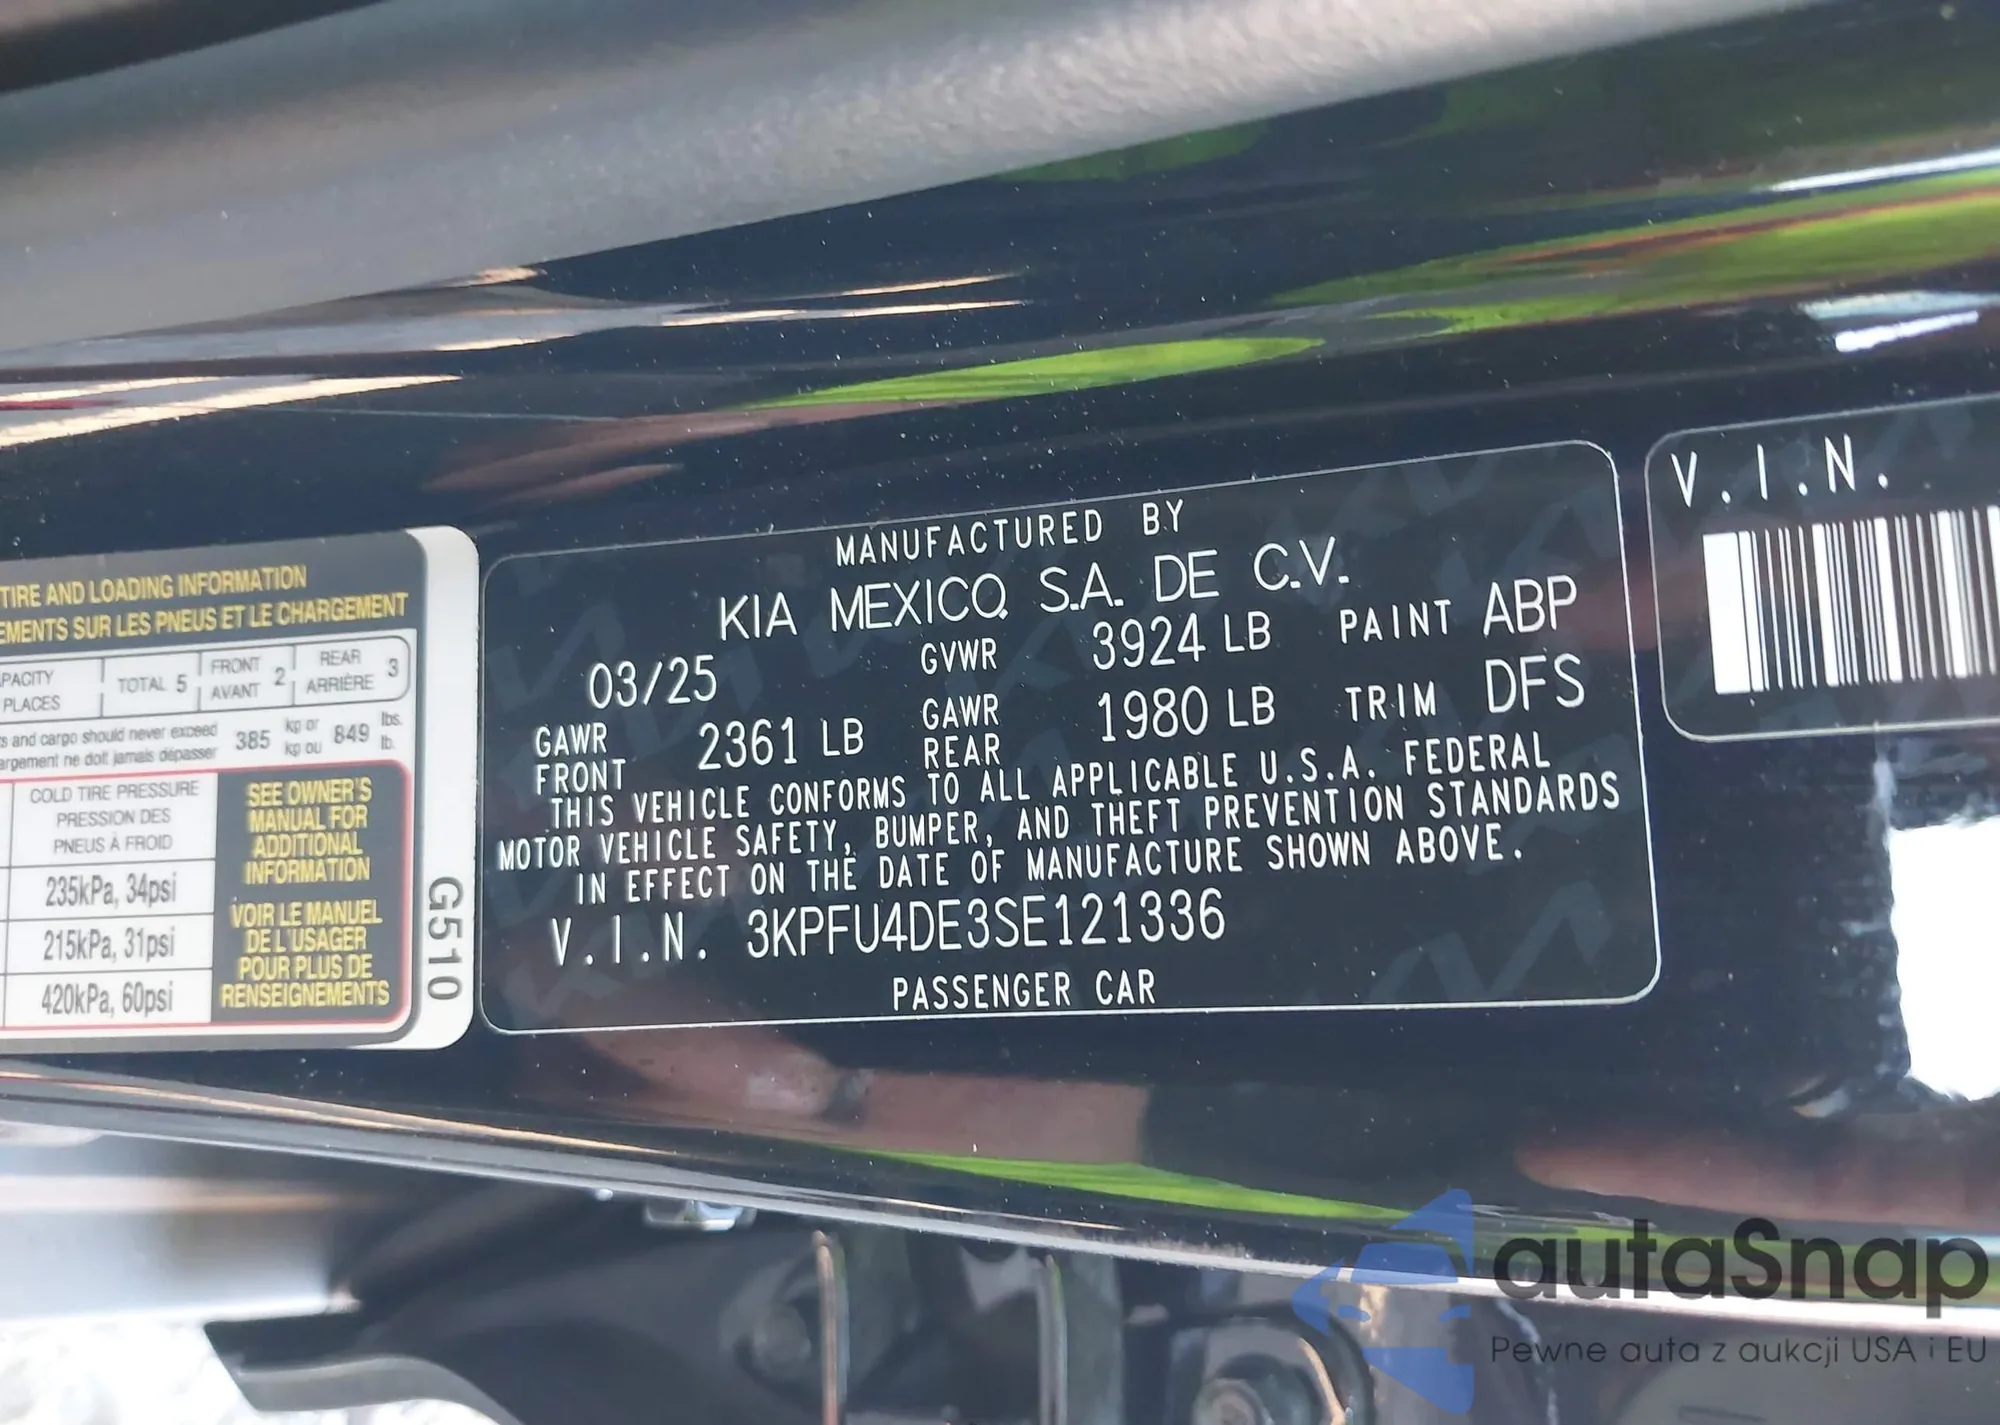 TIRE AND LOADING INFORMATION
EMENTS SUR LES PNEUS ET LE CHARGEMENT
PACITY
PLACES
TOTAL 5
FRONT
AVANT
2
REAR
ARRIÈRE
3
s and cargo should never exceed
argement ne doit jamais dépasser
385
kg or
kg ou
849
lbs.
lb.
COLD TIRE PRESSURE
PRESSION DES
PNEUS À FROID
235kPa, 34psi
215kPa, 31psi
420kPa, 60psi
SEE OWNER'S
MANUAL FOR
ADDITIONAL
INFORMATION
VOIR LE MANUEL
DE L'USAGER
POUR PLUS DE
RENSEIGNEMENTS
G510
MANUFACTURED BY
KIA MEXICO S.A. DE C.V.
03/25 GVWR 3924 LB PAINT ABP
GAWR FRONT 2361 LB GAWR REAR 1980 LB TRIM DFS
THIS VEHICLE CONFORMS TO ALL APPLICABLE U.S.A. FEDERAL
MOTOR VEHICLE SAFETY, BUMPER, AND THEFT PREVENTION STANDARDS
IN EFFECT ON THE DATE OF MANUFACTURE SHOWN ABOVE.
V.I.N. 3KPFU4DE3SE121336
PASSENGER CAR
V.I.N.
autaSnap
Pewne auta z aukcji USA i EU